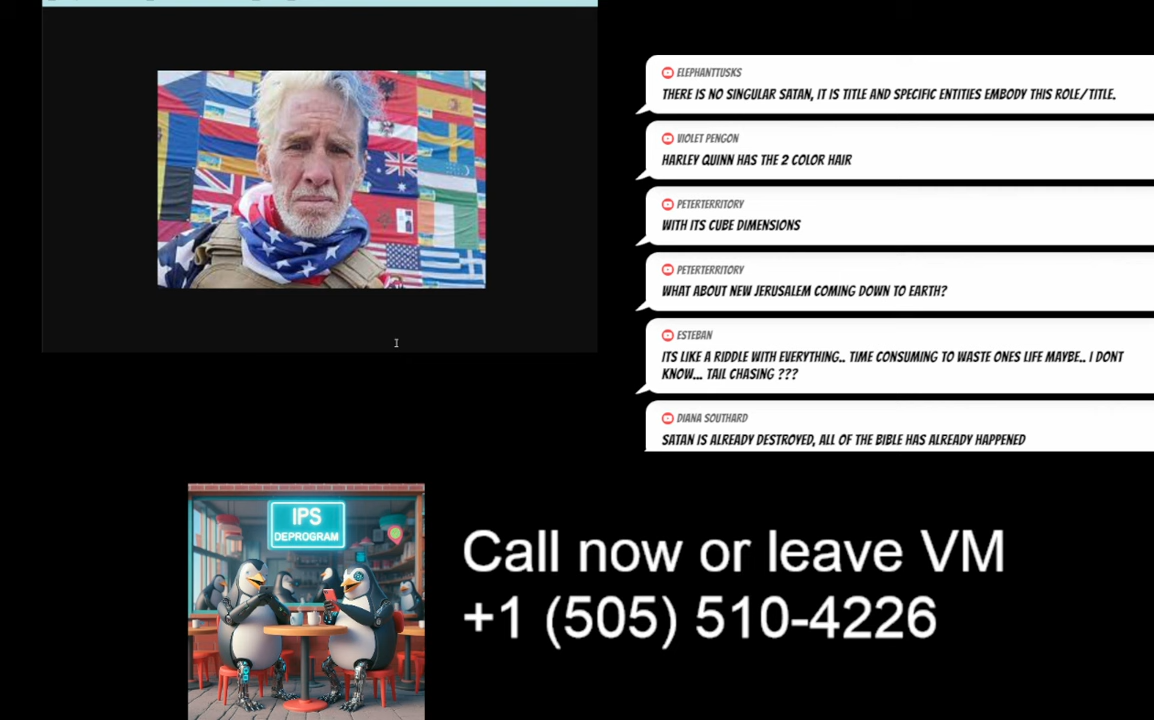 ELEPHANTTUSKS
THERE IS NO SINGULAR SATAN, IT IS TITLE AND SPECIFIC ENTITIES EMBODY THIS ROLE/TITLE.
VIOLET PENGON
HARLEY QUINN HAS THE 2 COLOR HAIR
PETERTERRITORY
WITH ITS CUBE DIMENSIONS
PETERTERRITORY
WHAT ABOUT NEW JERUSALEM COMING DOWN TO EARTH?
ESTEBAN
ITS LIKE A RIDDLE WITH EVERYTHING.. TIME CONSUMING TO WASTE ONES LIFE MAYBE.. I DONT
KNOW... TAIL CHASING ???
DIANA SOUTHARD
SATAN IS ALREADY DESTROYED, ALL OF THE BIBLE HAS ALREADY HAPPENED
IPS
DEPROGRAM
Call now or leave VM
+1 (505) 510-4226